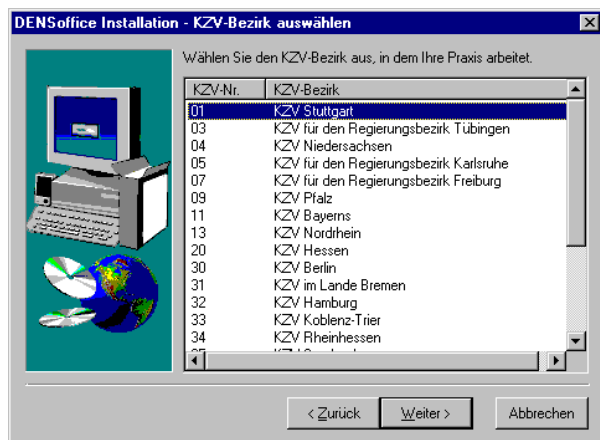 DENSoffice Installation - KZV-Bezirk auswählen
Wählen Sie den KZV-Bezirk aus, in dem Ihre Praxis arbeitet.
KZV-Nr. KZV-Bezirk
01 KZV Stuttgart
03 KZV für den Regierungsbezirk Tübingen
04 KZV Niedersachsen
05 KZV für den Regierungsbezirk Karlsruhe
07 KZV für den Regierungsbezirk Freiburg
09 KZV Pfalz
11 KZV Bayerns
13 KZV Nordrhein
20 KZV Hessen
30 KZV Berlin
31 KZV im Lande Bremen
32 KZV Hamburg
33 KZV Koblenz-Trier
34 KZV Rheinhessen
< Zurück Weiter > Abbrechen